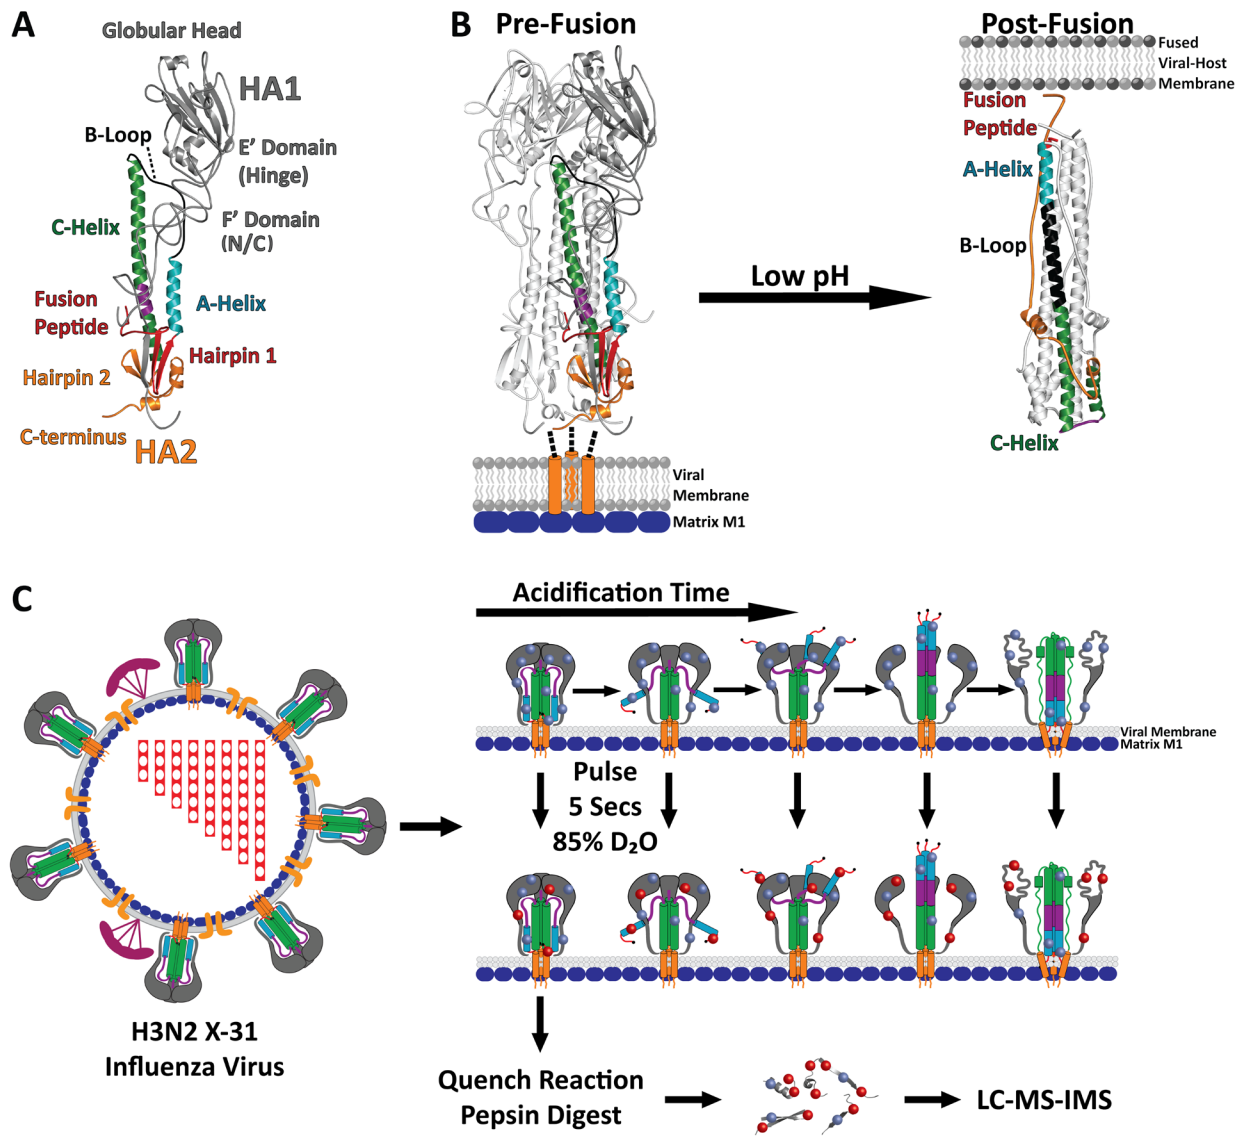 A
Globular Head
HA1
B-Loop
E' Domain
(Hinge)
C-Helix
F' Domain
(N/C)
Fusion
Peptide
A-Helix
Hairpin 1
Hairpin 2
C-terminus
HA2
B
Pre-Fusion
Viral
Membrane
Matrix M1
Low pH
Post-Fusion
Fused
Viral-Host
Membrane
Fusion
Peptide
A-Helix
B-Loop
C-Helix
C
H3N2 X-31
Influenza Virus
Acidification Time
Viral Membrane
Matrix M1
Pulse
5 Secs
85% D₂O
Quench Reaction
Pepsin Digest
LC-MS-IMS